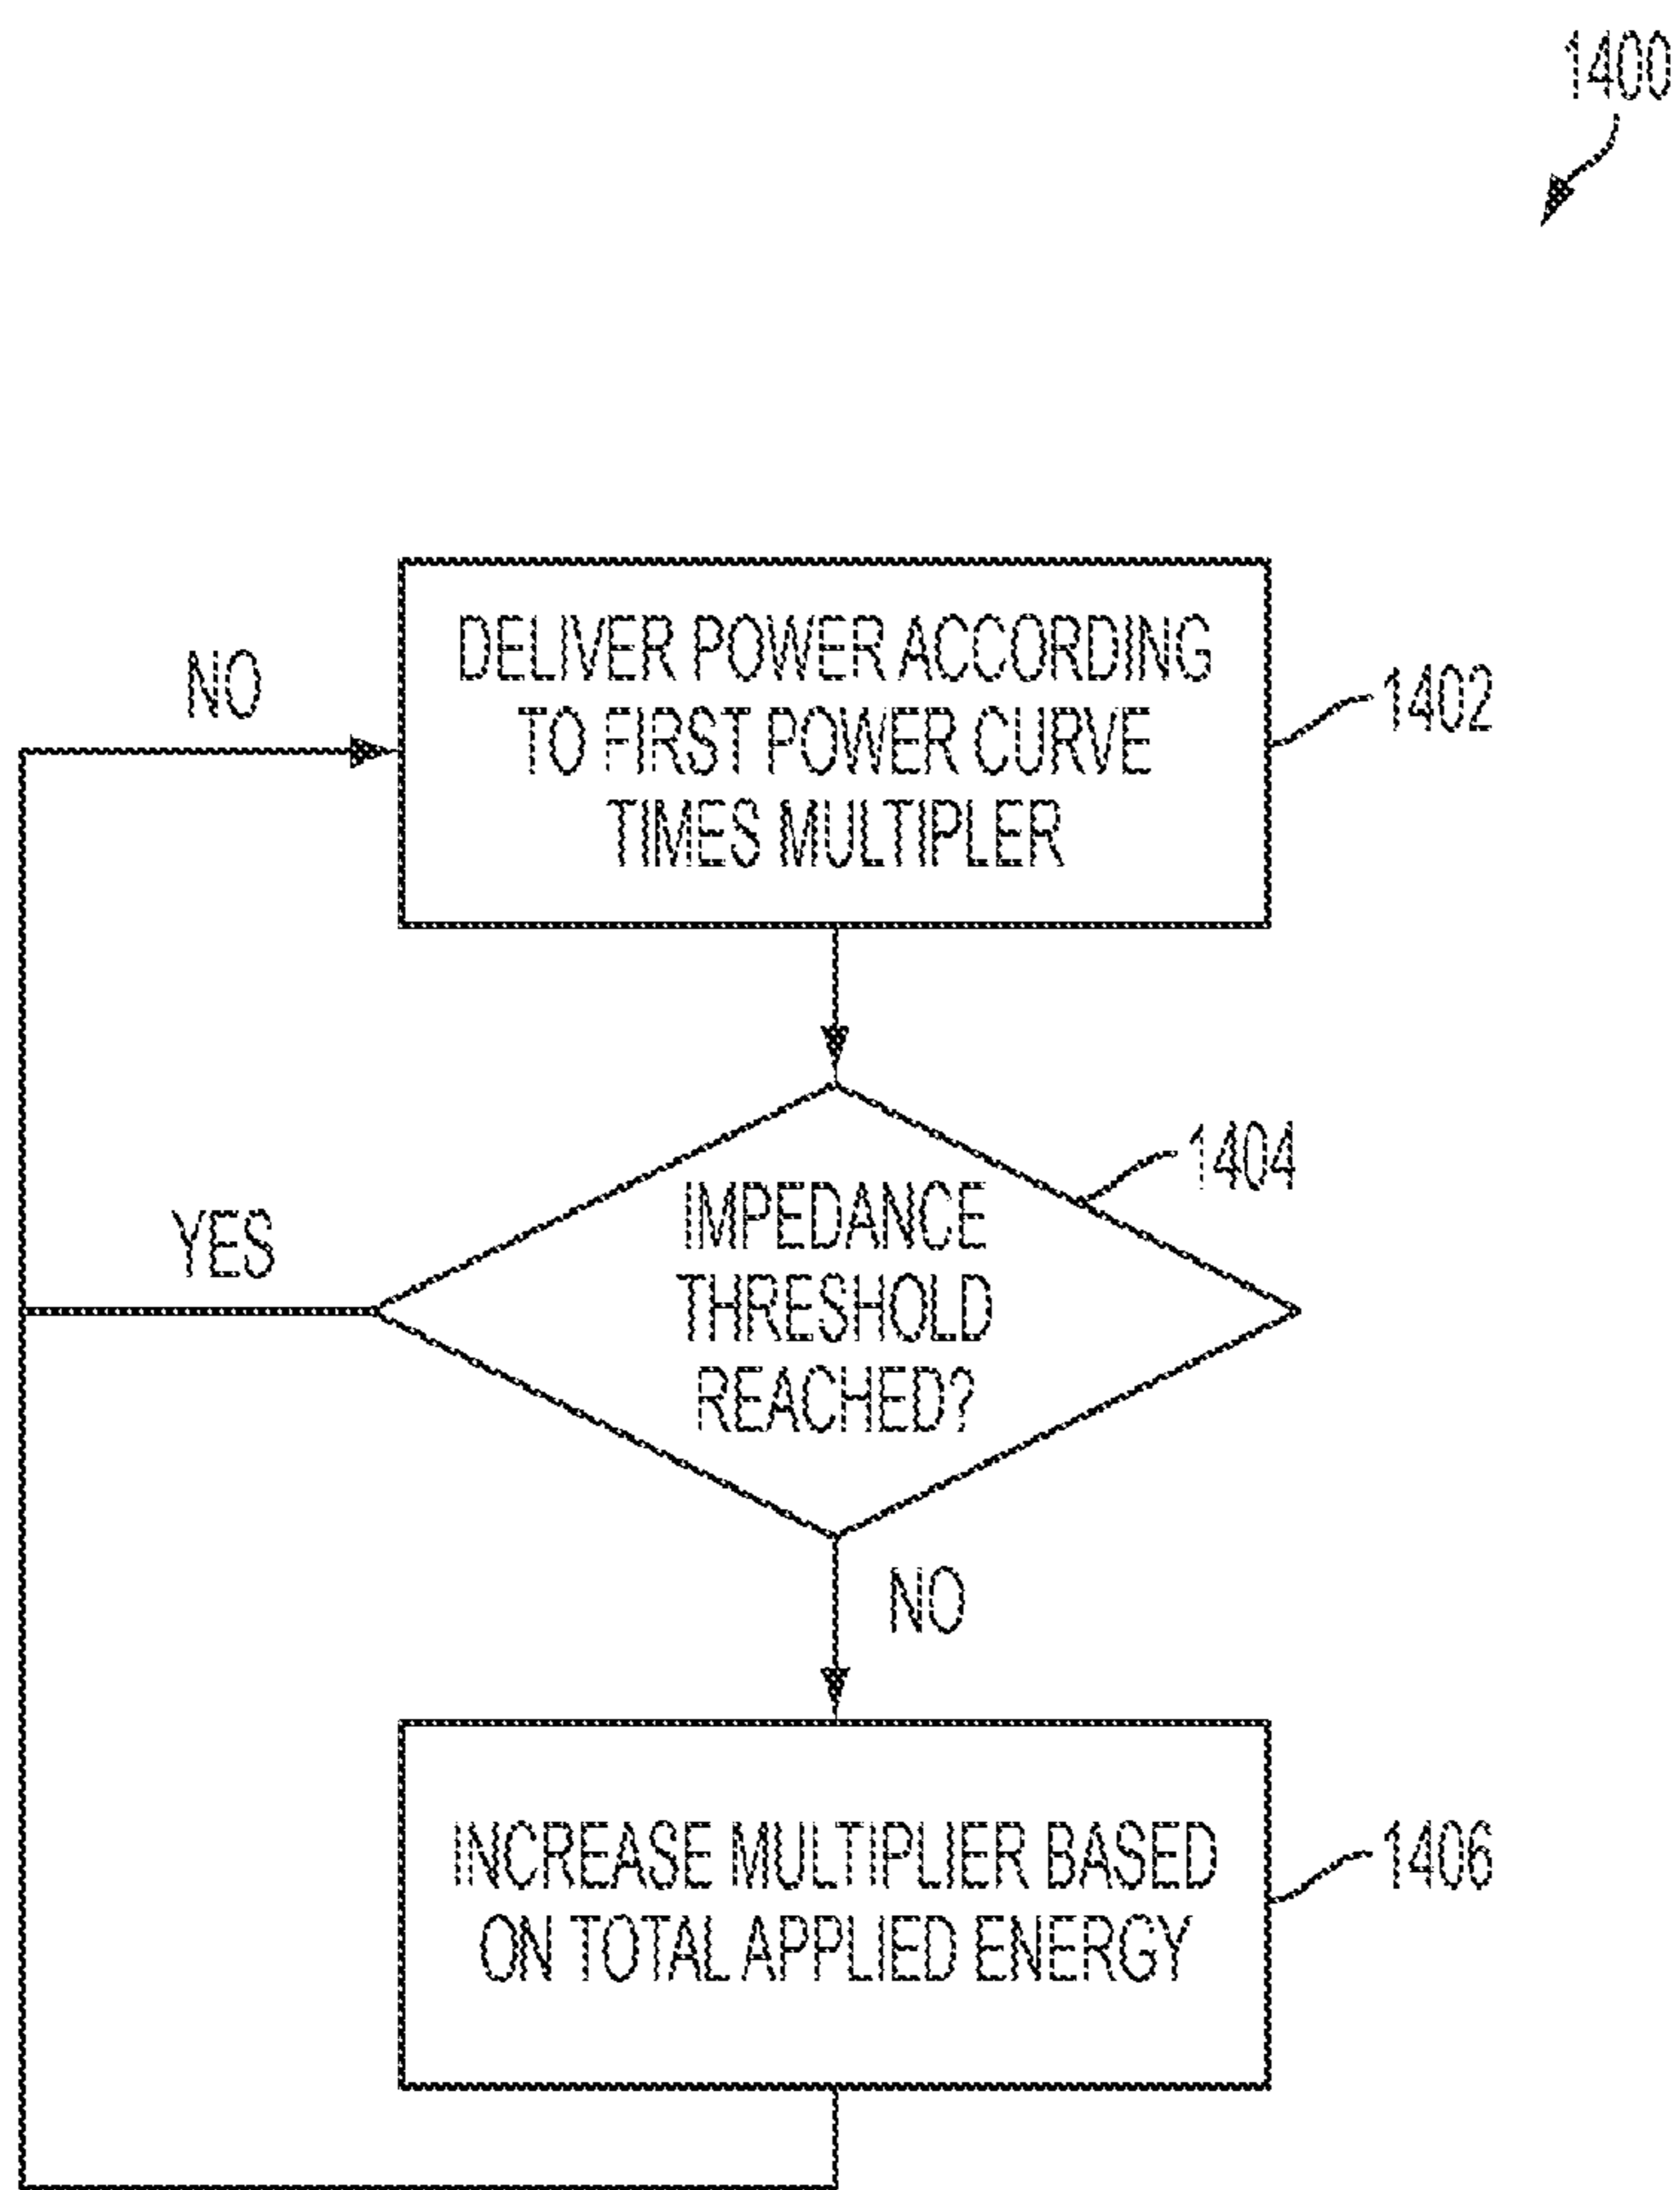 1400
DELIVER POWER ACCORDING
TO FIRST POWER CURVE
TIMES MULTIPLER
NO
1402
1404
IMPEDANCE
THRESHOLD
REACHED?
YES
NO
INCREASE MULTIPLIER BASED
ON TOTAL APPLIED ENERGY
1406